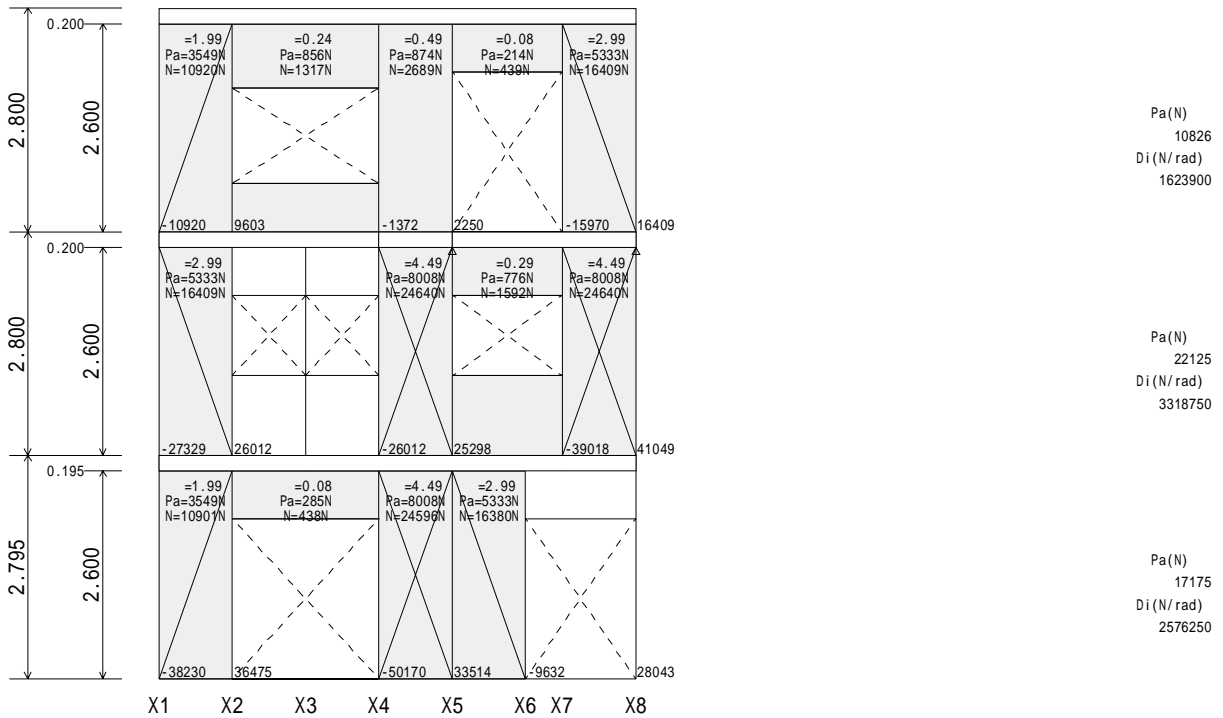 0.200
=1.99 =0.24 =0.49 =0.08 =2.99
Pa=3549N Pa=856N Pa=874N Pa=214N Pa=5333N
N=10920N N=1317N N=2689N N=439N N=16409N
2.800
2.600
Pa(N)
10826
Di(N/rad)
1623900
-10920 9603 -1372 2250 -15970 16409
0.200
=2.99 =4.49 =0.29 =4.49
Pa=5333N Pa=8008N Pa=776N Pa=8008N
N=16409N N=24640N N=1592N N=24640N
2.800
2.600
Pa(N)
22125
Di(N/rad)
3318750
-27329 26012 -26012 25298 -39018 41049
0.195
=1.99 =0.08 =4.49 =2.99
Pa=3549N Pa=285N Pa=8008N Pa=5333N
N=10901N N=438N N=24596N N=16380N
2.795
2.600
Pa(N)
17175
Di(N/rad)
2576250
-38230 36475 -50170 33514 -9632 28043
X1 X2 X3 X4 X5 X6 X7 X8